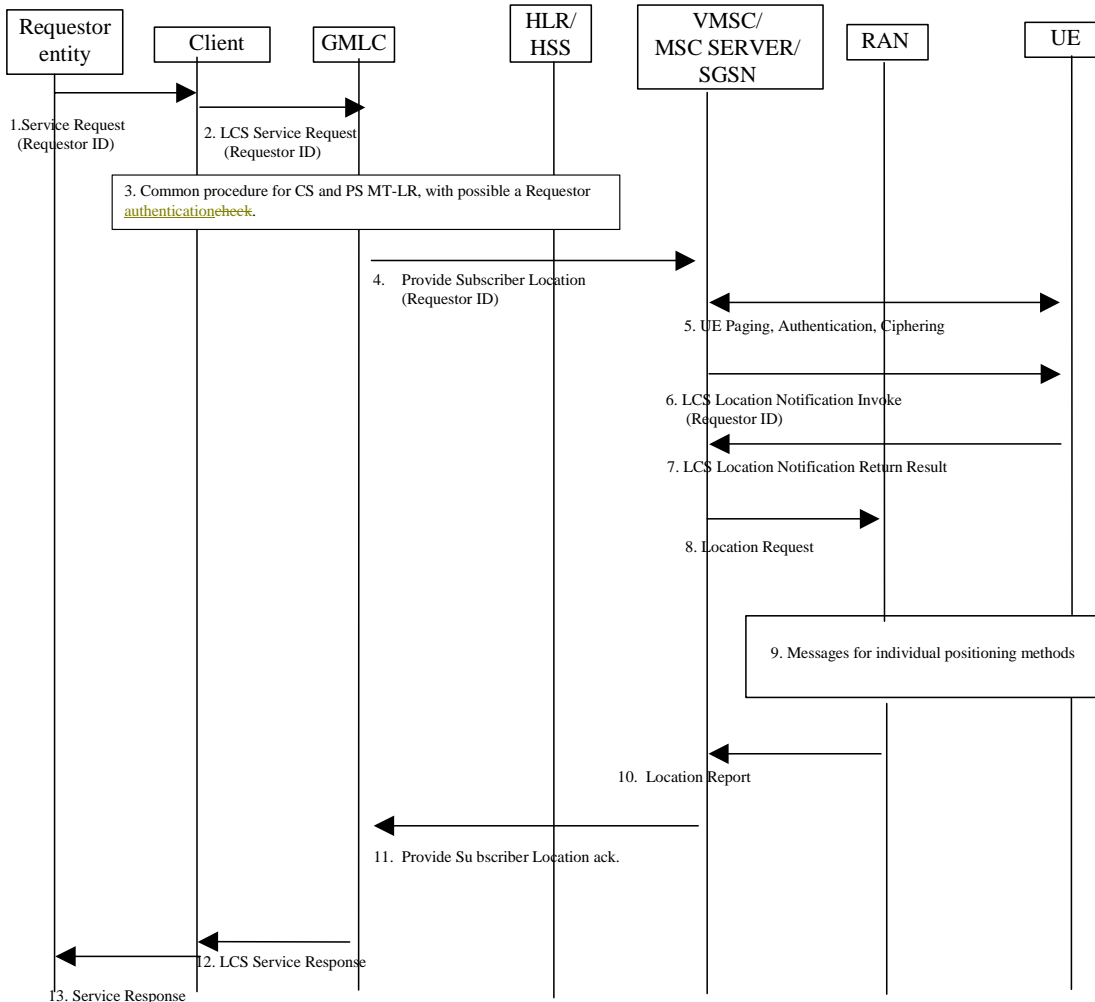 Requestor
entity
Client
GMLC
HLR/
HSS
VMSC/
MSC SERVER/
SGSN
RAN
UE
1.Service Request
(Requestor ID)
2. LCS Service Request
(Requestor ID)
3. Common procedure for CS and PS MT-LR, with possible a Requestor
authenticationcheck.
4. Provide Subscriber Location
(Requestor ID)
5. UE Paging, Authentication, Ciphering
6. LCS Location Notification Invoke
(Requestor ID)
7. LCS Location Notification Return Result
8. Location Request
9. Messages for individual positioning methods
10. Location Report
11. Provide Su bscriber Location ack.
12. LCS Service Response
13. Service Response